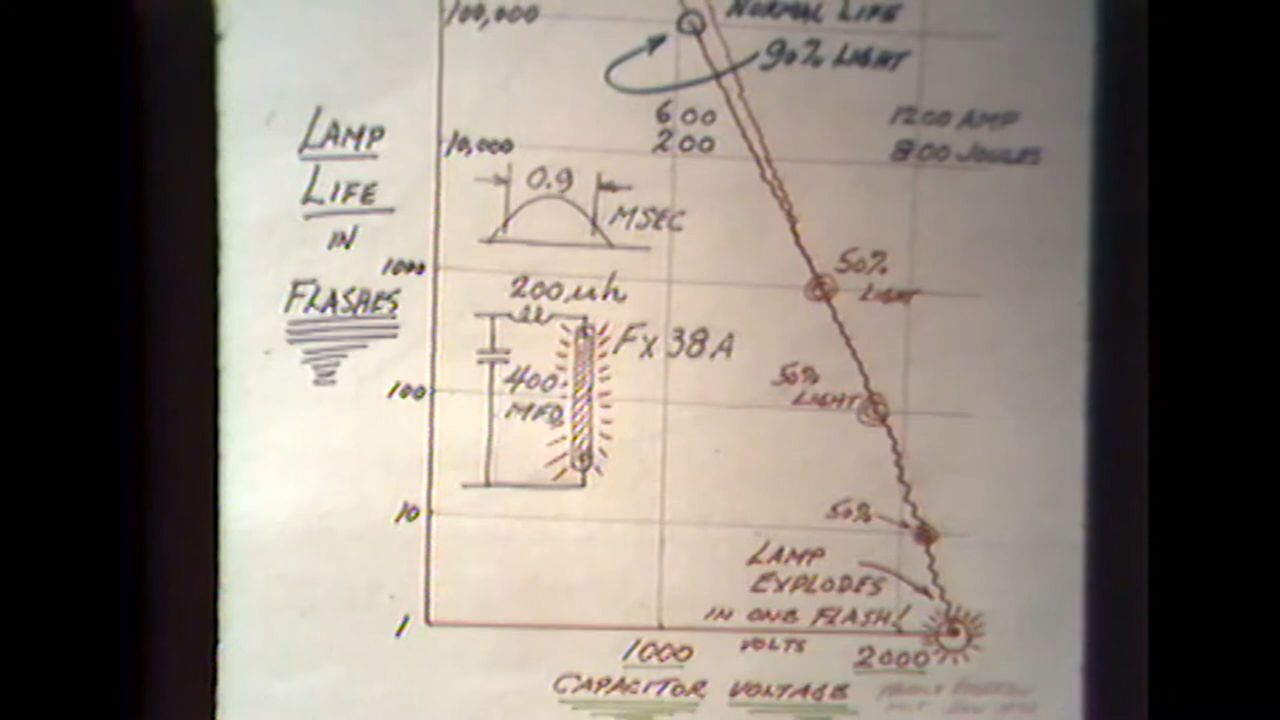 100,000
NORMAL LIFE
90% LIGHT
600
200
1200 AMP
800 JOULES
10,000
LAMP
LIFE
IN
FLASHES
0.9
MSEC
1000
50%
LIGHT
200 uh
FX 38A
400
MFD
100
50%
LIGHT
10
50%
LAMP
EXPLODES
IN ONE FLASH!
1
1000
VOLTS
2000
CAPACITOR VOLTAGE